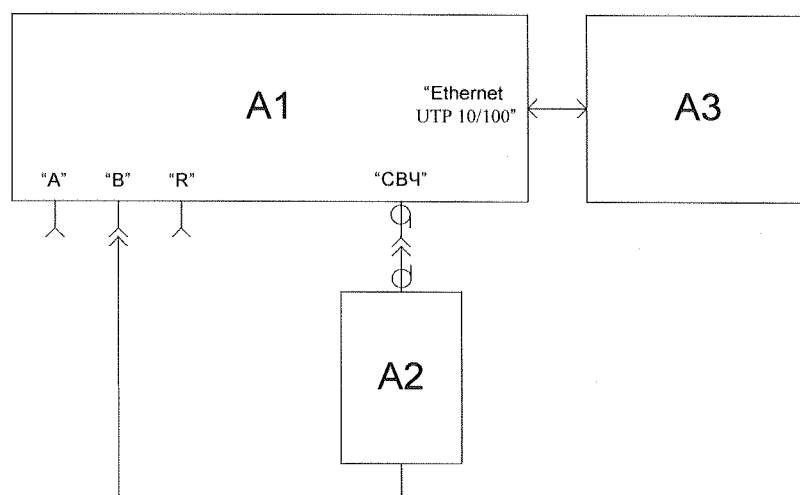 A1
“Ethernet
UTP 10/100”
A3
“A” “B” “R” “СВЧ”
A2